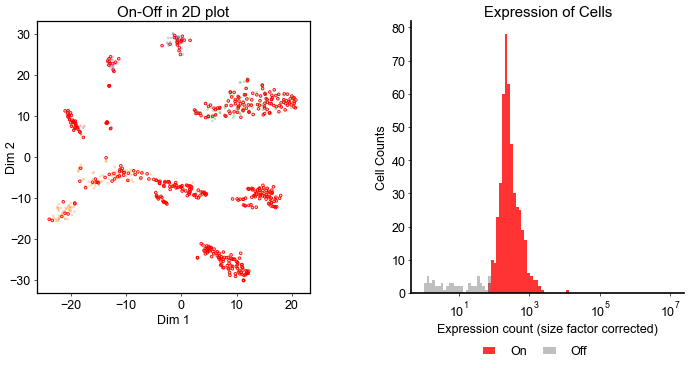 On-Off in 2D plot
30
20
10
0
−10
−20
−30
Dim 2
−20 −10 0 10 20
Dim 1
Expression of Cells
80
70
60
50
40
30
20
10
0
Cell Counts
10^1 10^3 10^5 10^7
Expression count (size factor corrected)
On Off